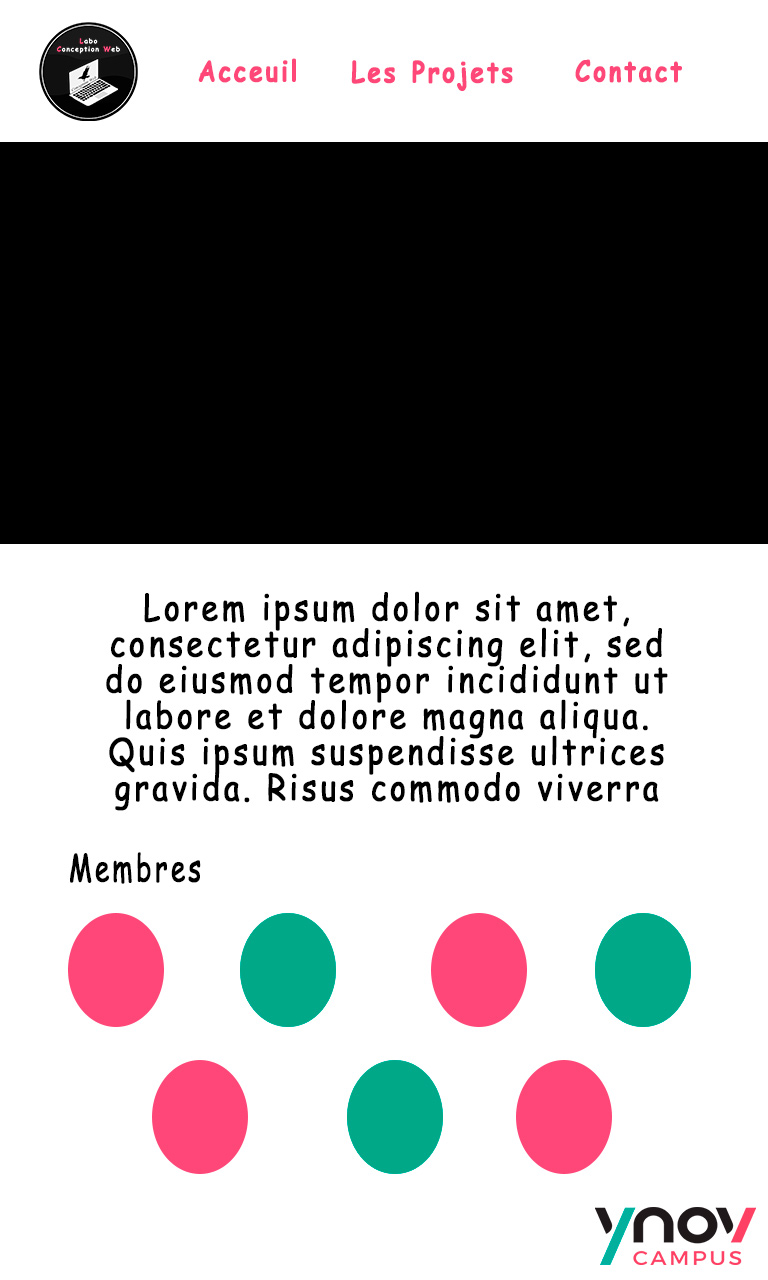 Labo
Conception Web
Acceuil
Les Projets
Contact
Lorem ipsum dolor sit amet,
consectetur adipiscing elit, sed
do eiusmod tempor incididunt ut
labore et dolore magna aliqua.
Quis ipsum suspendisse ultrices
gravida. Risus commodo viverra
Membres
ynov
CAMPUS